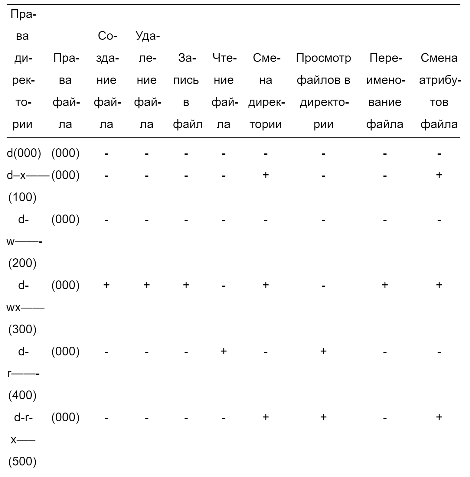 Пра-
ва
ди-
рек-
то-
рии
Пра-
ва
фай-
ла
Со-
зда-
ние
фай-
ла
Уда-
ле-
ние
фай-
ла
За-
пись
в
файл
Чте-
ние
фай-
ла
Сме-
на
дирек-
тории
Просмотр
файлов в
директо-
рии
Пере-
имено-
вание
файла
Смена
атрибу-
тов
файла
d(000) (000) - - - - - - - -
d–x—— (000) - - - - + - - +
(100)
d- (000) - - - - - - - -
w——-
(200)
d- (000) + + + - + - + +
wx——
(300)
d- (000) - - - + - + - -
r——-
(400)
d-r- (000) - - - - + + - +
x—–
(500)